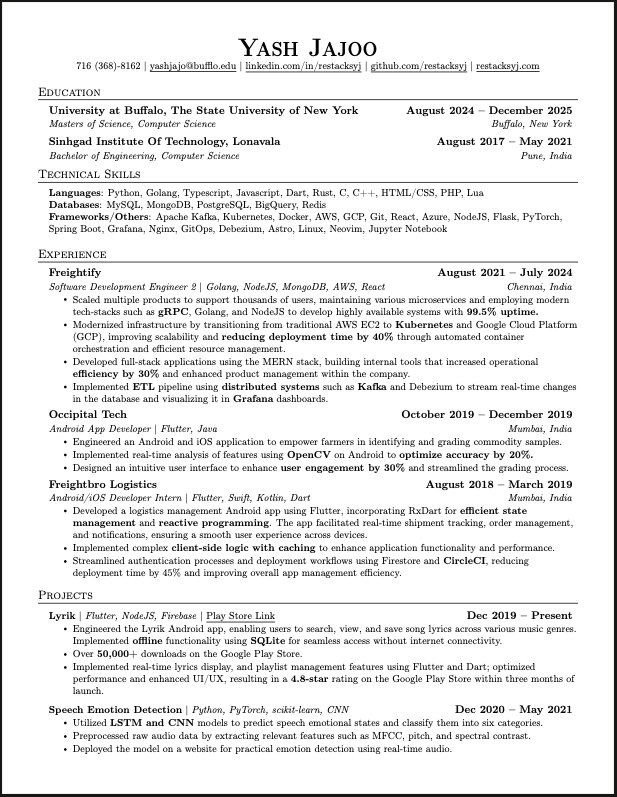 Yash Jajoo
716 (368)-8162 | yashjajo@bufflo.edu | linkedin.com/in/restacksyj | github.com/restacksyj | restacksyj.com
Education
University at Buffalo, The State University of New York August 2024 – December 2025
Masters of Science, Computer Science Buffalo, New York
Sinhgad Institute Of Technology, Lonavala August 2017 – May 2021
Bachelor of Engineering, Computer Science Pune, India
Technical Skills
Languages: Python, Golang, Typescript, Javascript, Dart, Rust, C, C++, HTML/CSS, PHP, Lua
Databases: MySQL, MongoDB, PostgreSQL, BigQuery, Redis
Frameworks/Others: Apache Kafka, Kubernetes, Docker, AWS, GCP, Git, React, Azure, NodeJS, Flask, PyTorch,
Spring Boot, Grafana, Nginx, GitOps, Debezium, Astro, Linux, Neovim, Jupyter Notebook
Experience
Freightify August 2021 – July 2024
Software Development Engineer 2 | Golang, NodeJS, MongoDB, AWS, React Chennai, India
• Scaled multiple products to support thousands of users, maintaining various microservices and employing modern
tech-stacks such as gRPC, Golang, and NodeJS to develop highly available systems with 99.5% uptime.
• Modernized infrastructure by transitioning from traditional AWS EC2 to Kubernetes and Google Cloud Platform
(GCP), improving scalability and reducing deployment time by 40% through automated container
orchestration and efficient resource management.
• Developed full-stack applications using the MERN stack, building internal tools that increased operational
efficiency by 30% and enhanced product management within the company.
• Implemented ETL pipeline using distributed systems such as Kafka and Debezium to stream real-time changes
in the database and visualizing it in Grafana dashboards.
Occipital Tech October 2019 – December 2019
Android App Developer | Flutter, Java Mumbai, India
• Engineered an Android and iOS application to empower farmers in identifying and grading commodity samples.
• Implemented real-time analysis of features using OpenCV on Android to optimize accuracy by 20%.
• Designed an intuitive user interface to enhance user engagement by 30% and streamlined the grading process.
Freightbro Logistics August 2018 – March 2019
Android/iOS Developer Intern | Flutter, Swift, Kotlin, Dart Mumbai, India
• Developed a logistics management Android app using Flutter, incorporating RxDart for efficient state
management and reactive programming. The app facilitated real-time shipment tracking, order management,
and notifications, ensuring a smooth user experience across devices.
• Implemented complex client-side logic with caching to enhance application functionality and performance.
• Streamlined authentication processes and deployment workflows using Firestore and CircleCI, reducing
deployment time by 45% and improving overall app management efficiency.
Projects
Lyrik | Flutter, NodeJS, Firebase | Play Store Link Dec 2019 – Present
• Engineered the Lyrik Android app, enabling users to search, view, and save song lyrics across various music genres.
Implemented offline functionality using SQLite for seamless access without internet connectivity.
• Over 50,000+ downloads on the Google Play Store.
• Implemented real-time lyrics display, and playlist management features using Flutter and Dart; optimized
performance and enhanced UI/UX, resulting in a 4.8-star rating on the Google Play Store within three months of
launch.
Speech Emotion Detection | Python, PyTorch, scikit-learn, CNN Dec 2020 – May 2021
• Utilized LSTM and CNN models to predict speech emotional states and classify them into six categories.
• Preprocessed raw audio data by extracting relevant features such as MFCC, pitch, and spectral contrast.
• Deployed the model on a website for practical emotion detection using real-time audio.